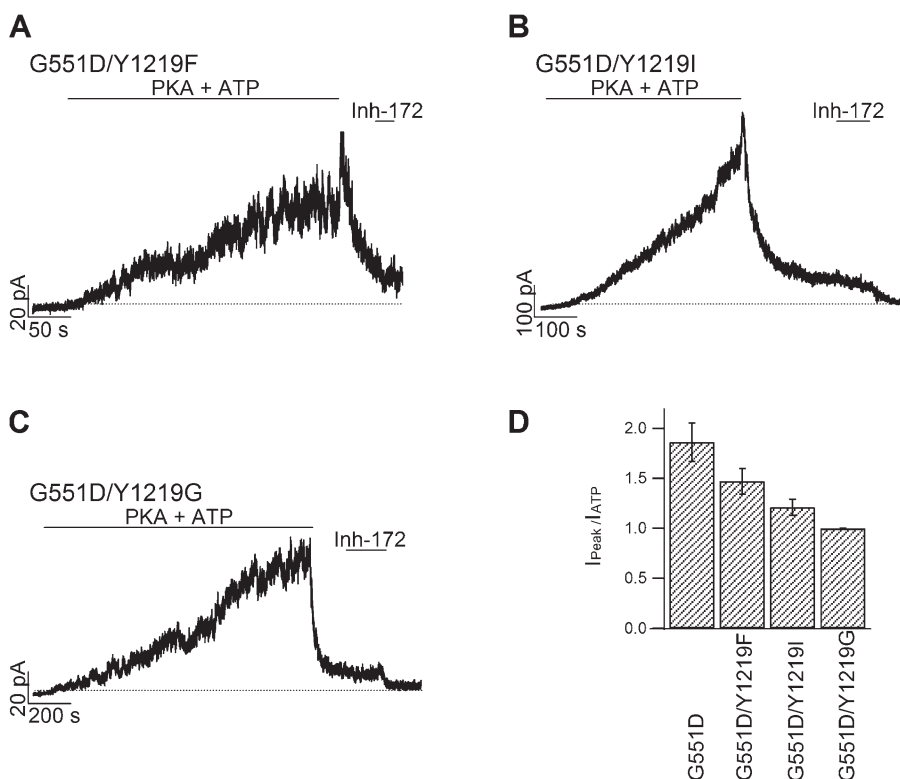 A
G551D/Y1219F
PKA + ATP
Inh-172
20 pA
50 s
B
G551D/Y1219I
PKA + ATP
Inh-172
100 pA
100 s
C
G551D/Y1219G
PKA + ATP
Inh-172
20 pA
200 s
D
2.0
1.5
1.0
0.5
0.0
IPeak/IATP
G551D
G551D/Y1219F
G551D/Y1219I
G551D/Y1219G